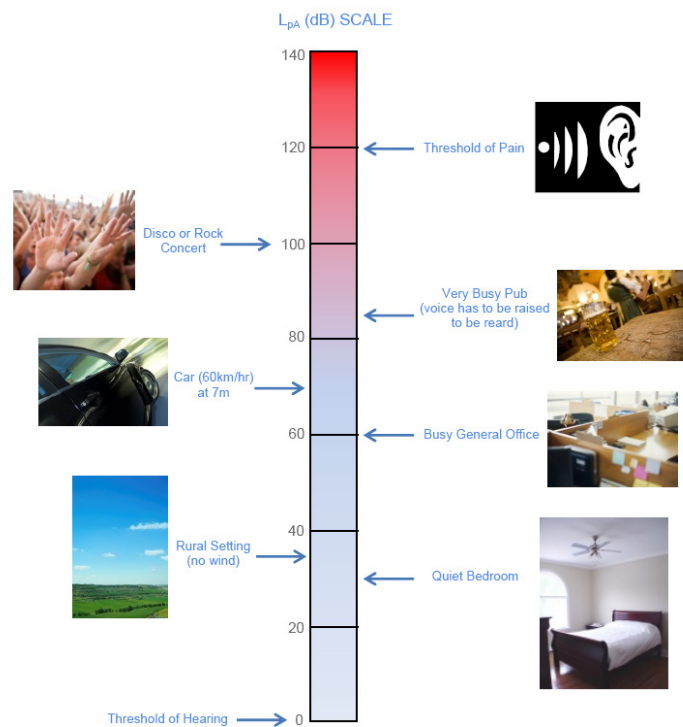 LpA (dB) SCALE
140
120
Threshold of Pain
Disco or Rock
Concert
100
Very Busy Pub
(voice has to be raised
to be reard)
80
Car (60km/hr)
at 7m
60
Busy General Office
40
Rural Setting
(no wind)
Quiet Bedroom
20
Threshold of Hearing
0